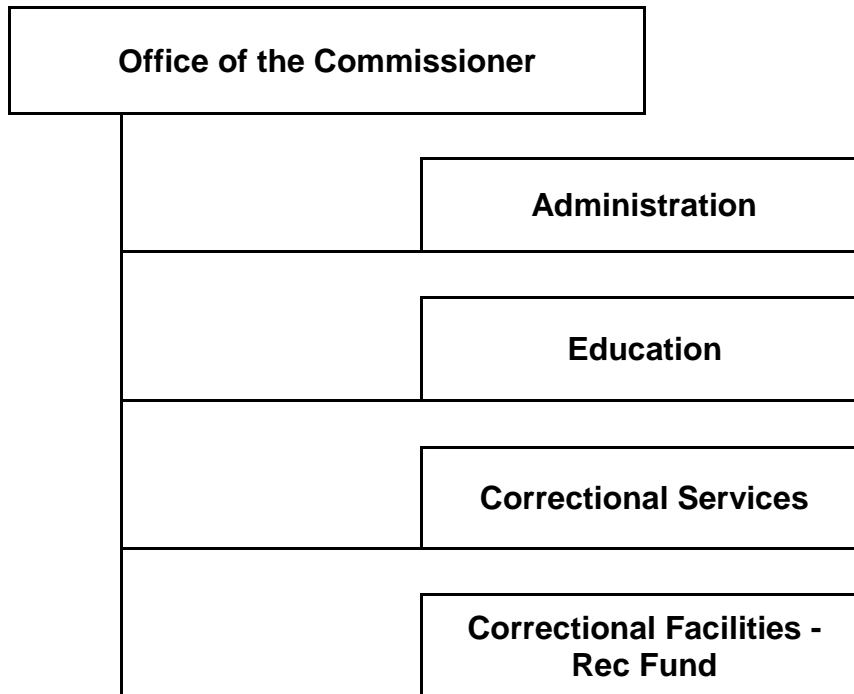 Office of the Commissioner
Administration
Education
Correctional Services
Correctional Facilities -
Rec Fund